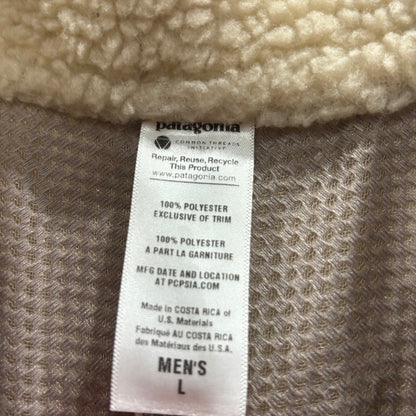 patagonia
COMMON THREADS
INITIATIVE
Repair, Reuse, Recycle
This Product
www.patagonia.com
100% POLYESTER
EXCLUSIVE OF TRIM
100% POLYESTER
A PART LA GARNITURE
MFG DATE AND LOCATION
AT PCPSIA.COM
Made in COSTA RICA of
U.S. Materials
Fabriqué AU COSTA RICA
des Matériaux des U.S.A.
MEN'S
L